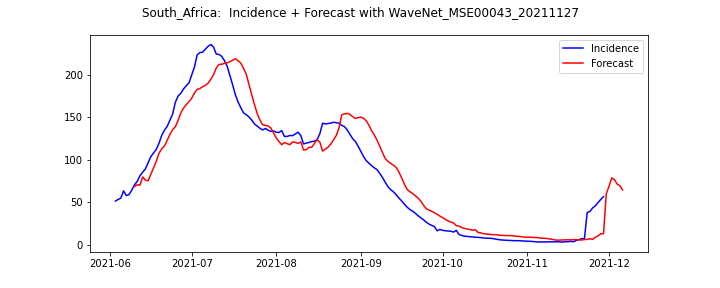 South_Africa:  Incidence + Forecast with WaveNet_MSE00043_20211127
Incidence
Forecast
200
150
100
50
0
2021-06 2021-07 2021-08 2021-09 2021-10 2021-11 2021-12